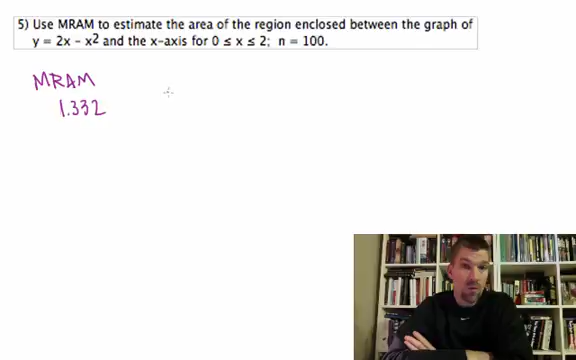 5) Use MRAM to estimate the area of the region enclosed between the graph of
y = 2x - x² and the x-axis for 0 ≤ x ≤ 2; n = 100.
MRAM
1.332